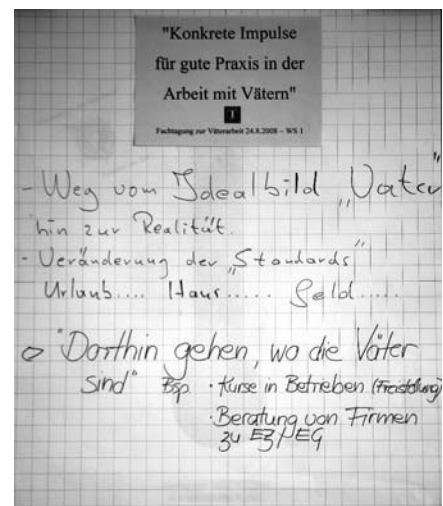 "Konkrete Impulse
für gute Praxis in der
Arbeit mit Vätern"
1
Fachtagung zur Väterarbeit 24.8.2008 – WS 1
- Weg vom Idealbild „Vater"
hin zur Realität.
- Veränderung der „Standards"
Urlaub.... Haus..... Geld.....
"Dorthin gehen, wo die Väter
sind" Bsp. · Kurse in Betrieben (Freistellung)
· Beratung von Firmen
zu EZ / EG